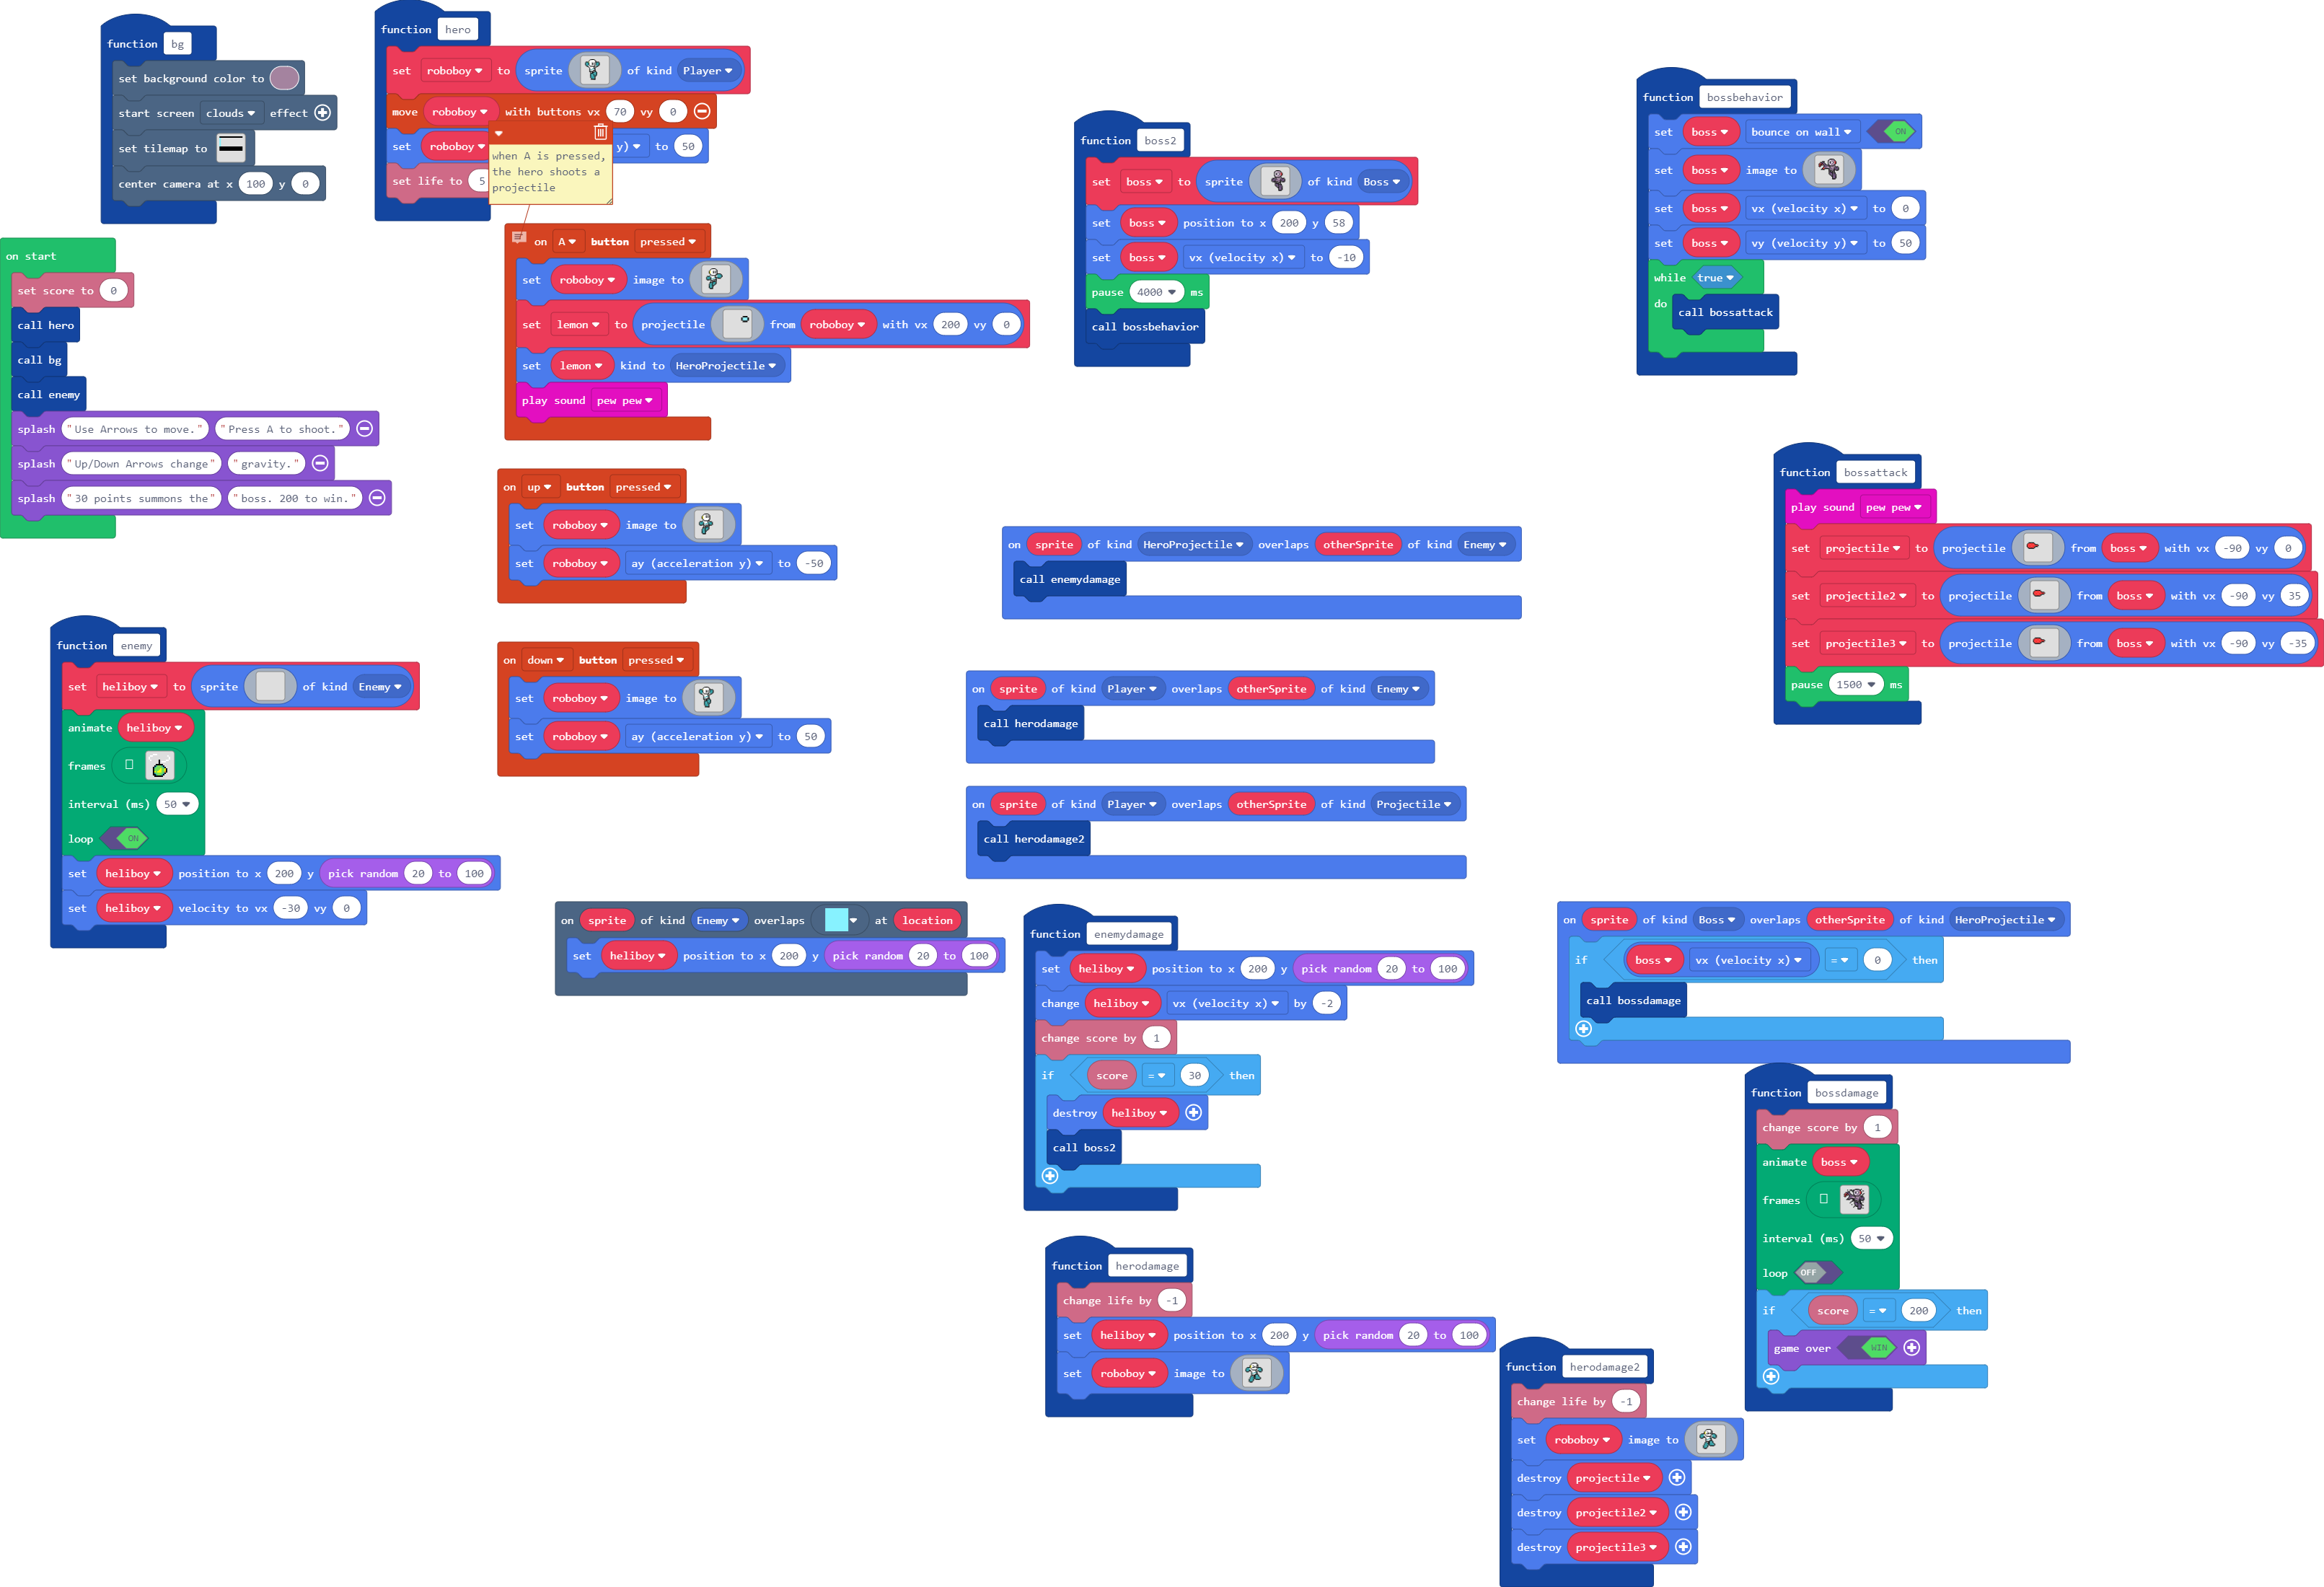 function bg
set background color to
start screen clouds effect
set tilemap to
center camera at x 100 y 0
function hero
set roboboy to sprite of kind Player
move roboboy with buttons vx 70 vy 0
set roboboy y) to 50
set life to 5
when A is pressed,
the hero shoots a
projectile
on A button pressed
set roboboy image to
set lemon to projectile from roboboy with vx 200 vy 0
set lemon kind to HeroProjectile
play sound pew pew
on start
set score to 0
call hero
call bg
call enemy
splash "Use Arrows to move." "Press A to shoot."
splash "Up/Down Arrows change" "gravity."
splash "30 points summons the" "boss. 200 to win."
on up button pressed
set roboboy image to
set roboboy ay (acceleration y) to -50
on down button pressed
set roboboy image to
set roboboy ay (acceleration y) to 50
function enemy
set heliboy to sprite of kind Enemy
animate heliboy
frames
interval (ms) 50
loop ON
set heliboy position to x 200 y pick random 20 to 100
set heliboy velocity to vx -30 vy 0
on sprite of kind Enemy overlaps at location
set heliboy position to x 200 y pick random 20 to 100
function boss2
set boss to sprite of kind Boss
set boss position to x 200 y 58
set boss vx (velocity x) to -10
pause 4000 ms
call bossbehavior
on sprite of kind HeroProjectile overlaps otherSprite of kind Enemy
call enemydamage
on sprite of kind Player overlaps otherSprite of kind Enemy
call herodamage
on sprite of kind Player overlaps otherSprite of kind Projectile
call herodamage2
function enemydamage
set heliboy position to x 200 y pick random 20 to 100
change heliboy vx (velocity x) by -2
change score by 1
if score = 30 then
destroy heliboy
call boss2
function herodamage
change life by -1
set heliboy position to x 200 y pick random 20 to 100
set roboboy image to
function herodamage2
change life by -1
set roboboy image to
destroy projectile
destroy projectile2
destroy projectile3
function bossbehavior
set boss bounce on wall ON
set boss image to
set boss vx (velocity x) to 0
set boss vy (velocity y) to 50
while true
do call bossattack
function bossattack
play sound pew pew
set projectile to projectile from boss with vx -90 vy 0
set projectile2 to projectile from boss with vx -90 vy 35
set projectile3 to projectile from boss with vx -90 vy -35
pause 1500 ms
on sprite of kind Boss overlaps otherSprite of kind HeroProjectile
if boss vx (velocity x) = 0 then
call bossdamage
function bossdamage
change score by 1
animate boss
frames
interval (ms) 50
loop OFF
if score = 200 then
game over WIN